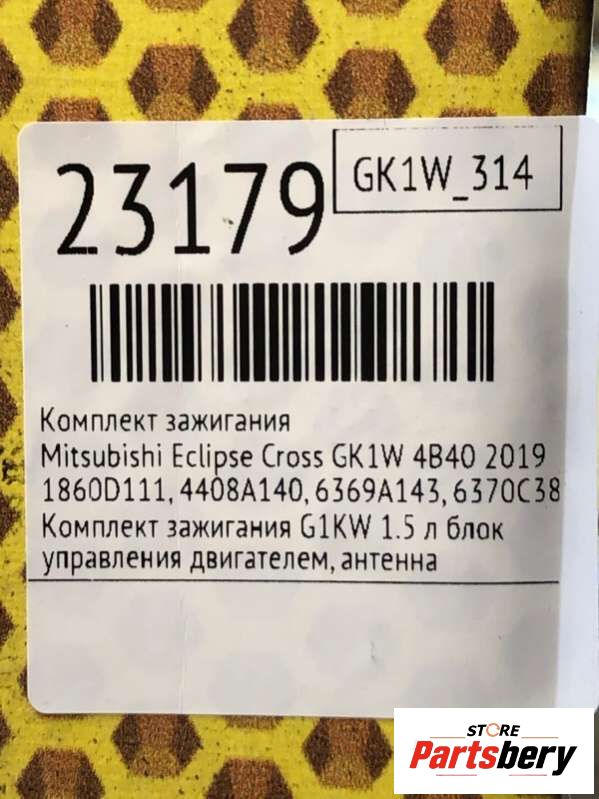 23179
GK1W_314
Комплект зажигания
Mitsubishi Eclipse Cross GK1W 4B40 2019
1860D111, 4408A140, 6369A143, 6370C38
Комплект зажигания G1KW 1.5 л блок
управления двигателем, антенна
STORE
Partsbery